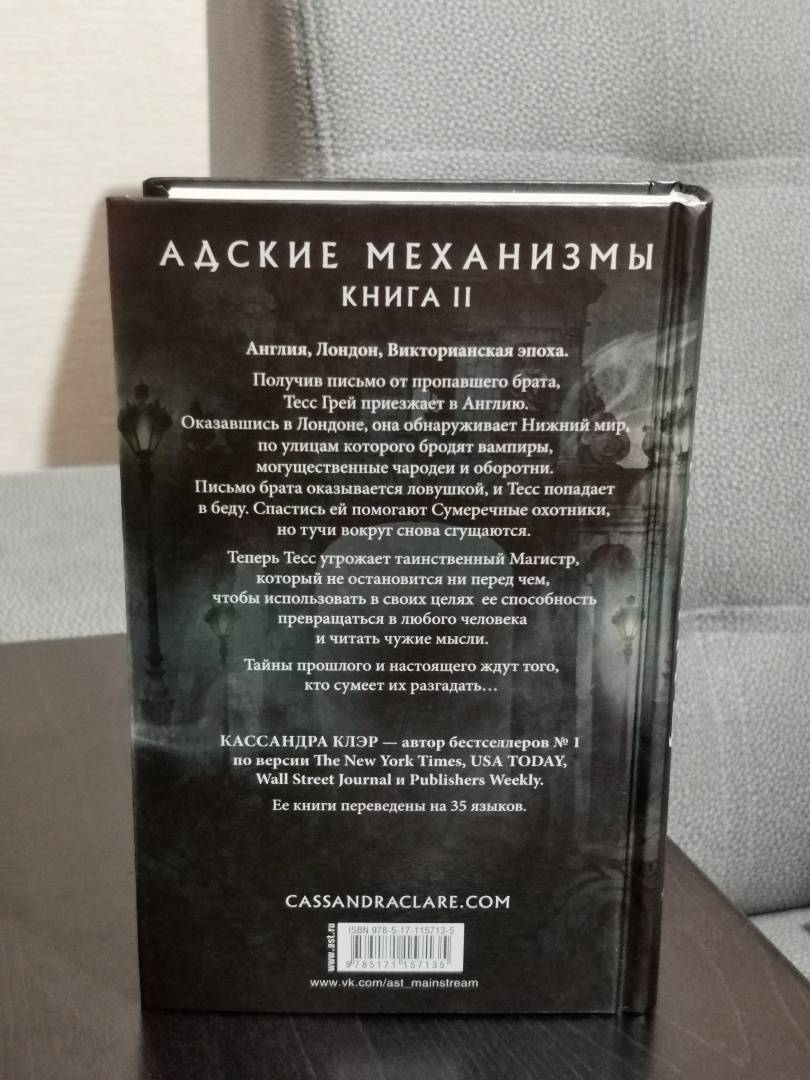 АДСКИЕ МЕХАНИЗМЫ
КНИГА II
Англия, Лондон, Викторианская эпоха.
Получив письмо от пропавшего брата,
Тесс Грей приезжает в Англию.
Оказавшись в Лондоне, она обнаруживает Нижний мир,
по улицам которого бродят вампиры,
могущественные чародеи и оборотни.
Письмо брата оказывается ловушкой, и Тесс попадает
в беду. Спастись ей помогают Сумеречные охотники,
но тучи вокруг снова сгущаются.
Теперь Тесс угрожает таинственный Магистр,
который не остановится ни перед чем,
чтобы использовать в своих целях ее способность
превращаться в любого человека
и читать чужие мысли.
Тайны прошлого и настоящего ждут того,
кто сумеет их разгадать…
КАССАНДРА КЛЭР — автор бестселлеров № 1
по версии The New York Times, USA TODAY,
Wall Street Journal и Publishers Weekly.
Ее книги переведены на 35 языков.
CASSANDRACLARE.COM
www.ast.ru
ISBN 978-5-17-115713-5
9 785171 157135
www.vk.com/ast_mainstream